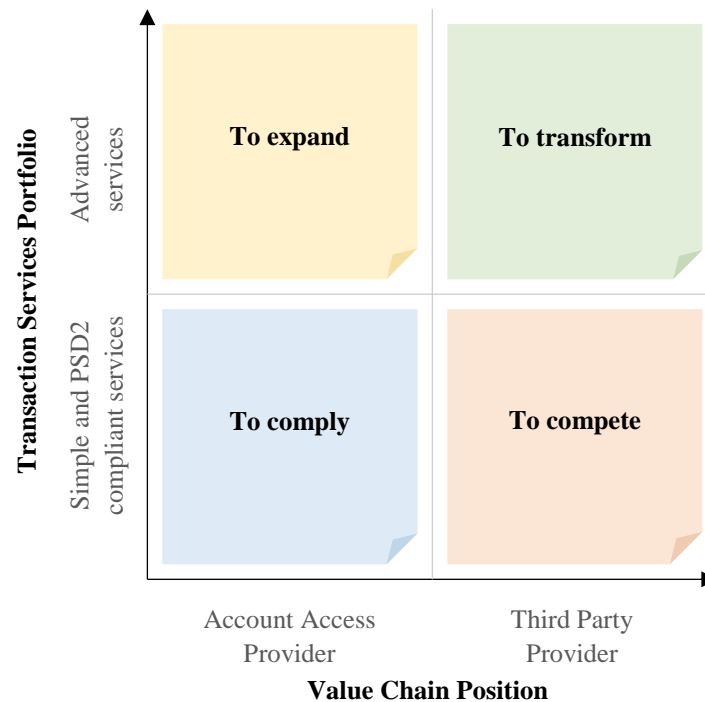 Transaction Services Portfolio
Advanced
services
To expand
To transform
Simple and PSD2
compliant services
To comply
To compete
Account Access
Provider
Third Party
Provider
Value Chain Position